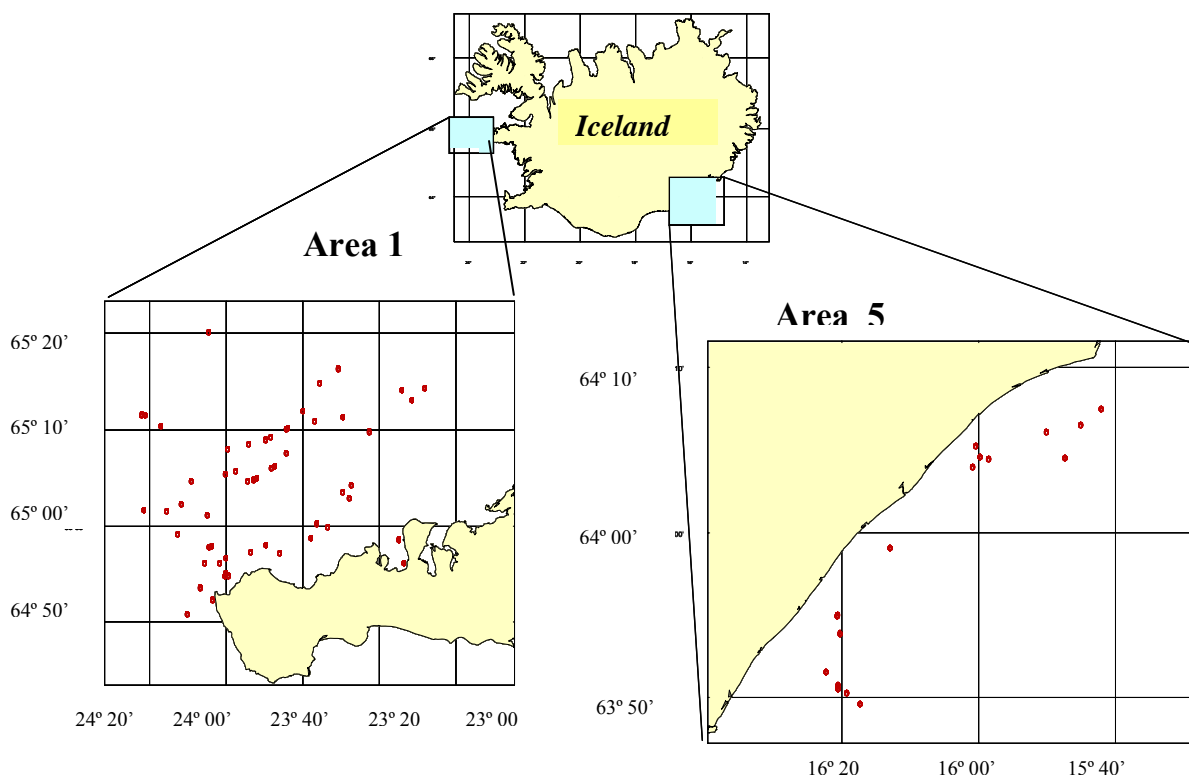 Iceland
Area 1
Area 5
65º 20’
65º 10’
65º 00’
64º 50’
24º 20’ 24º 00’ 23º 40’ 23º 20’ 23º 00
64º 10’
64º 00’
63º 50’
16º 20 16º 00’ 15º 40’